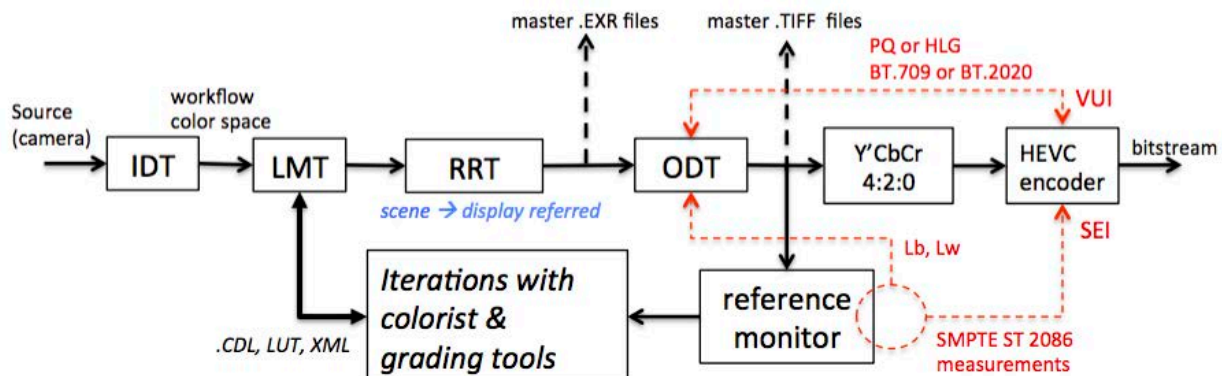 master .EXR files
master .TIFF files
PQ or HLG
BT.709 or BT.2020
VUI
Source
(camera)
workflow
color space
IDT
LMT
RRT
ODT
Y'CbCr
4:2:0
HEVC
encoder
bitstream
scene → display referred
SEI
Lb, Lw
Iterations with
colorist &
grading tools
reference
monitor
.CDL, LUT, XML
SMPTE ST 2086
measurements